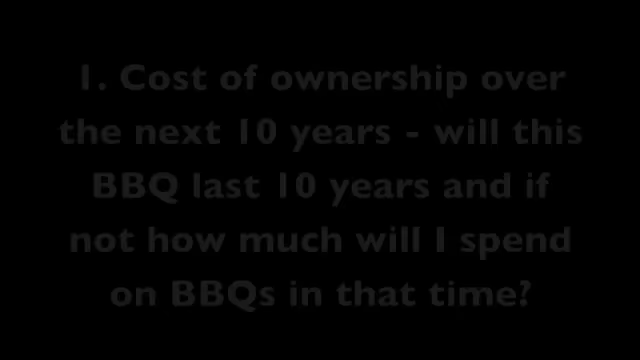 1. Cost of ownership over
the next 10 years - will this
BBQ last 10 years and if
not how much will I spend
on BBQs in that time?